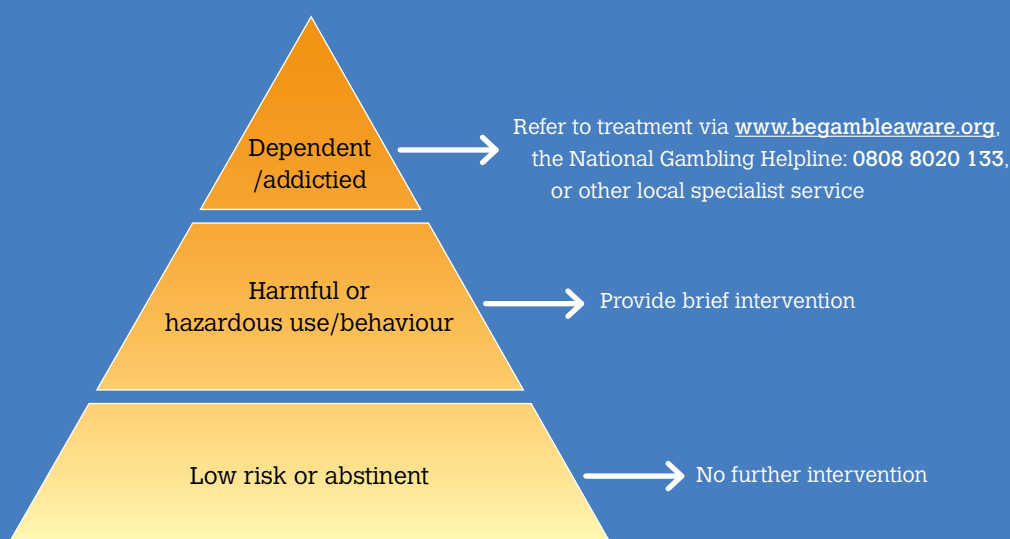 Dependent
/addictied
Refer to treatment via www.begambleaware.org,
the National Gambling Helpline: 0808 8020 133,
or other local specialist service
Harmful or
hazardous use/behaviour
Provide brief intervention
Low risk or abstinent
No further intervention